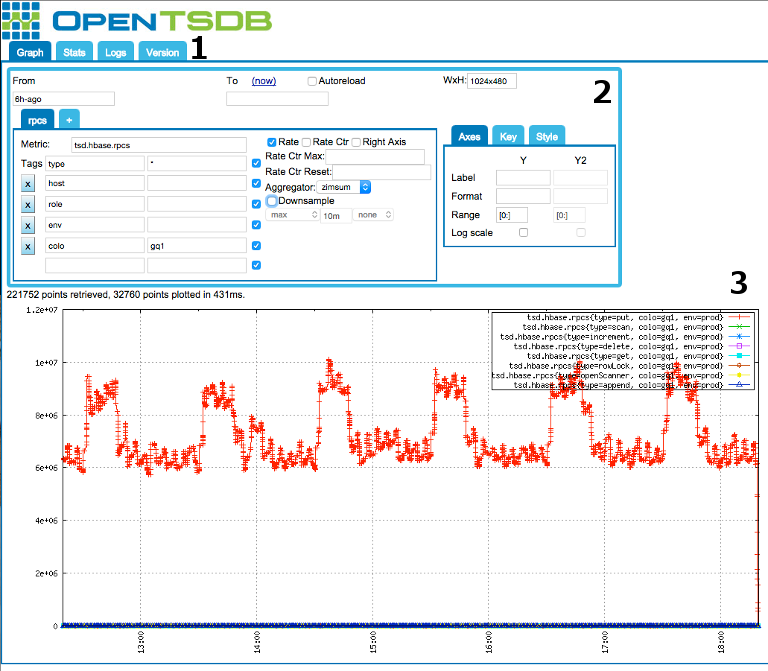 OPENTSDB
Graph Stats Logs Version 1
From To (now) Autoreload WxH: 1024x480 2
6h-ago
rpcs +
Metric: tsd.hbase.rpcs Rate Rate Ctr Right Axis Axes Key Style
Tags type * Rate Ctr Max: Y Y2
x host Rate Ctr Reset: Label
x role Aggregator: zimsum Format
x env Downsample Range [0:] [0:]
x colo gq1 max 10m none Log scale
221752 points retrieved, 32760 points plotted in 431ms. 3
1.2e+07
tsd.hbase.rpcs{type=put, colo=gq1, env=prod}
tsd.hbase.rpcs{type=scan, colo=gq1, env=prod}
tsd.hbase.rpcs{type=increment, colo=gq1, env=prod}
tsd.hbase.rpcs{type=delete, colo=gq1, env=prod}
tsd.hbase.rpcs{type=get, colo=gq1, env=prod}
tsd.hbase.rpcs{type=rowLock, colo=gq1, env=prod}
tsd.hbase.rpcs{type=openScanner, colo=gq1, env=prod}
tsd.hbase.rpcs{type=append, colo=gq1, env=prod}
1e+07
8e+06
6e+06
4e+06
2e+06
0
13:00 14:00 15:00 16:00 17:00 18:00